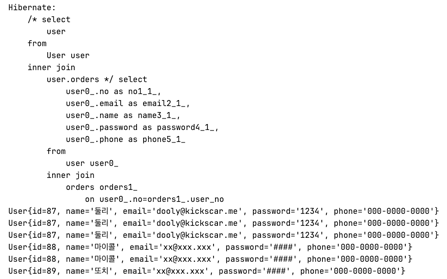 Hibernate:
/* select
user
from
User user
inner join
user.orders */ select
user0_.no as no1_1_,
user0_.email as email2_1_,
user0_.name as name3_1_,
user0_.password as password4_1_,
user0_.phone as phone5_1_
from
user user0_
inner join
orders orders1_
on user0_.no=orders1_.user_no
User{id=87, name='둘리', email='dooly@kickscar.me', password='1234', phone='000-0000-0000'}
User{id=87, name='둘리', email='dooly@kickscar.me', password='1234', phone='000-0000-0000'}
User{id=87, name='둘리', email='dooly@kickscar.me', password='1234', phone='000-0000-0000'}
User{id=88, name='마이콜', email='xx@xxx.xxx', password='####', phone='000-0000-0000'}
User{id=88, name='마이콜', email='xx@xxx.xxx', password='####', phone='000-0000-0000'}
User{id=89, name='또치', email='xx@xxx.xxx', password='####', phone='000-0000-0000'}